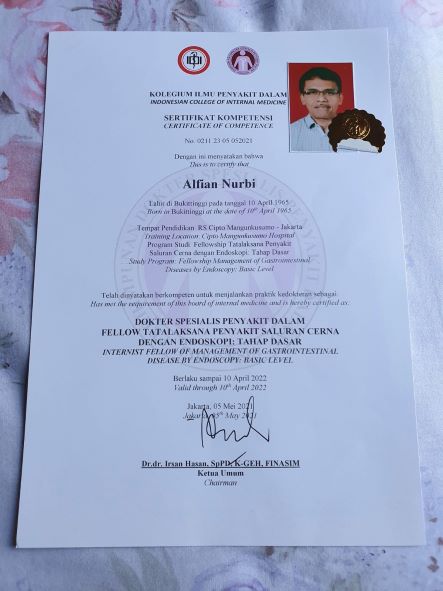 KOLEGIUM ILMU PENYAKIT DALAM
INDONESIAN COLLEGE OF INTERNAL MEDICINE
SERTIFIKAT KOMPETENSI
CERTIFICATE OF COMPETENCE
No. 0211 23 05 052021
Dengan ini menyatakan bahwa
This is to certify that
Alfian Nurbi
Lahir di Bukittinggi pada tanggal 10 April 1965
Born in Bukittinggi at the date of 10th April 1965
Tempat Pendidikan RS Cipto Mangunkusumo - Jakarta
Training Location: Cipto Mangunkusumo Hospital
Program Studi: Fellowship Tatalaksana Penyakit
Saluran Cerna dengan Endoskopi: Tahap Dasar
Study Program: Fellowship Management of Gastrointestinal
Diseases by Endoscopy: Basic Level
Telah dinyatakan berkompeten untuk menjalankan praktik kedokteran sebagai:
Has met the requirement of this board of internal medicine and is hereby certified as:
DOKTER SPESIALIS PENYAKIT DALAM
FELLOW TATALAKSANA PENYAKIT SALURAN CERNA
DENGAN ENDOSKOPI; TAHAP DASAR
INTERNIST FELLOW OF MANAGEMENT OF GASTROINTESTINAL
DISEASE BY ENDOSCOPY: BASIC LEVEL
Berlaku sampai 10 April 2022
Valid through 10th April 2022
Jakarta, 05 Mei 2021
Jakarta, 05th May 2021
Dr.dr. Irsan Hasan, SpPD, K-GEH, FINASIM
Ketua Umum
Chairman